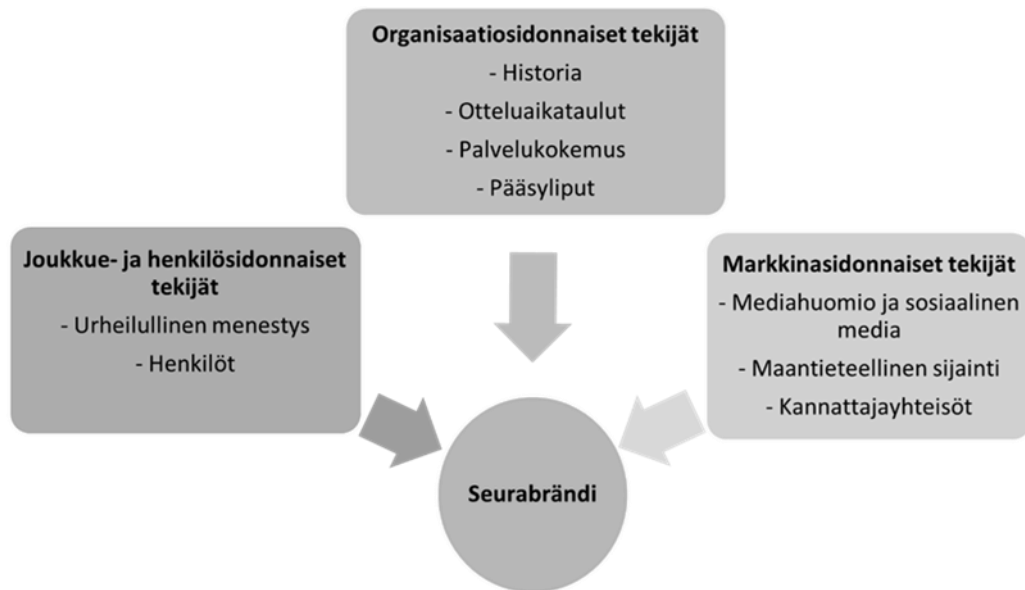 Organisaatiosidonnaiset tekijät
- Historia
- Otteluaikataulut
- Palvelukokemus
- Pääsyliput
Joukkue- ja henkilösidonnaiset
tekijät
- Urheilullinen menestys
- Henkilöt
Markkinasidonnaiset tekijät
- Mediahuomio ja sosiaalinen
media
- Maantieteellinen sijainti
- Kannattajayhteisöt
Seurabrändi